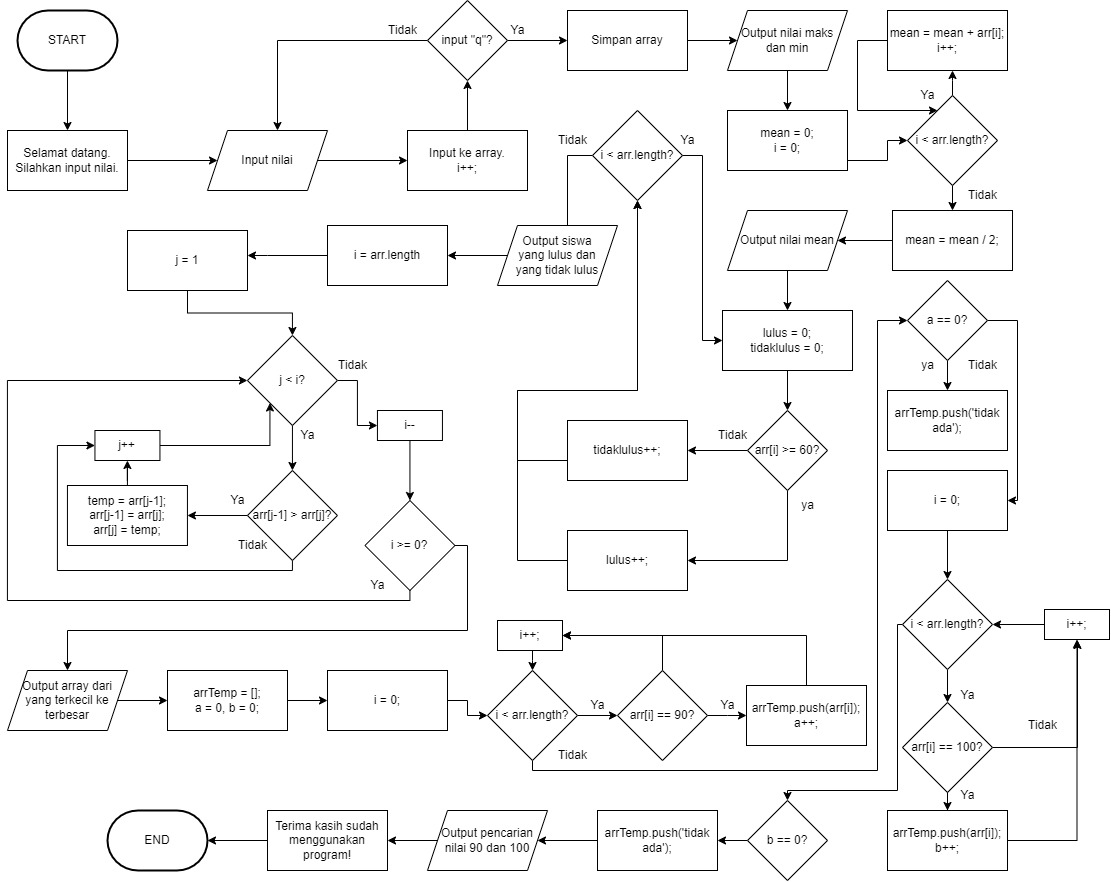 START
Selamat datang.
Silahkan input nilai.
Input nilai
Input ke array.
i++;
input "q"?
Tidak
Ya
Simpan array
Output nilai maks
dan min
mean = 0;
i = 0;
i < arr.length?
Ya
mean = mean + arr[i];
i++;
Tidak
mean = mean / 2;
Output nilai mean
lulus = 0;
tidaklulus = 0;
arr[i] >= 60?
Tidak
tidaklulus++;
ya
lulus++;
i < arr.length?
Ya
Tidak
Output siswa
yang lulus dan
yang tidak lulus
i = arr.length
j = 1
j < i?
Tidak
Ya
arr[j-1] > arr[j]?
Ya
Tidak
temp = arr[j-1];
arr[j-1] = arr[j];
arr[j] = temp;
j++
i--
i >= 0?
Ya
Output array dari
yang terkecil ke
terbesar
arrTemp = [];
a = 0, b = 0;
i = 0;
i < arr.length?
i++;
Ya
Tidak
arr[i] == 90?
Ya
arrTemp.push(arr[i]);
a++;
a == 0?
ya
Tidak
arrTemp.push('tidak
ada');
i = 0;
i < arr.length?
i++;
Ya
arr[i] == 100?
Tidak
Ya
arrTemp.push(arr[i]);
b++;
b == 0?
arrTemp.push('tidak
ada');
Output pencarian
nilai 90 dan 100
Terima kasih sudah
menggunakan
program!
END